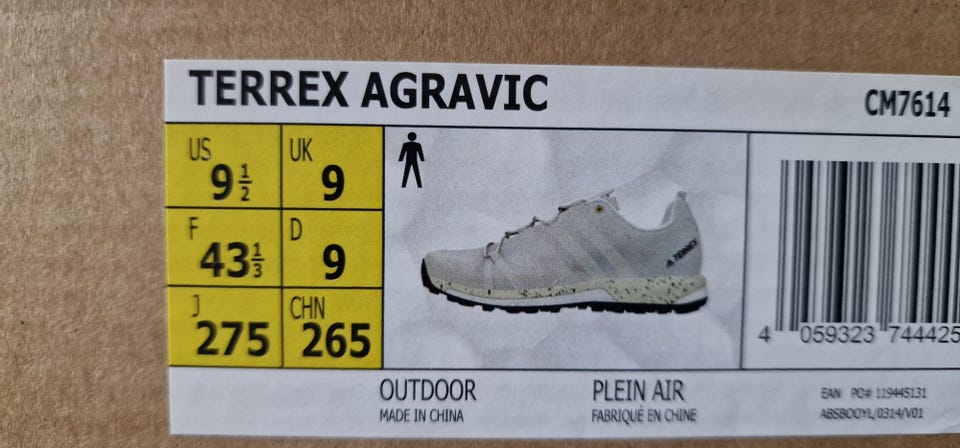 TERREX AGRAVIC
CM7614
US 9 1/2
UK 9
F 43 1/3
D 9
J 275
CHN 265
TERREX
4 059323 744425
OUTDOOR
MADE IN CHINA
PLEIN AIR
FABRIQUÉ EN CHINE
EAN PO# 119445131
ABSBOOYL/0314/V01